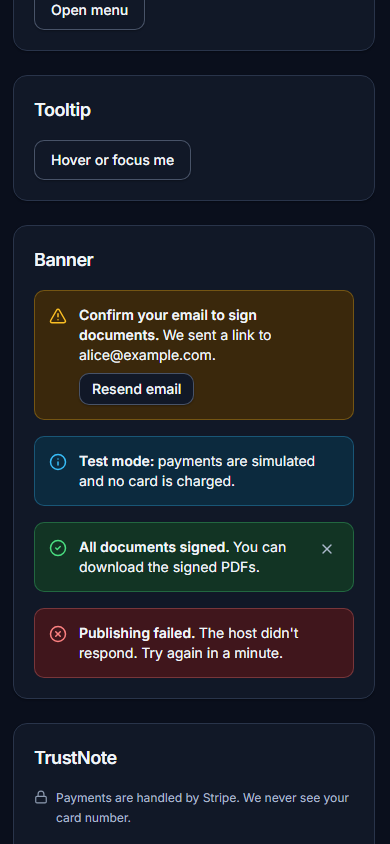 Open menu
Tooltip
Hover or focus me
Banner
Confirm your email to sign
documents. We sent a link to
alice@example.com.
Resend email
Test mode: payments are simulated
and no card is charged.
All documents signed. You can
download the signed PDFs.
Publishing failed. The host didn't
respond. Try again in a minute.
TrustNote
Payments are handled by Stripe. We never see your
card number.